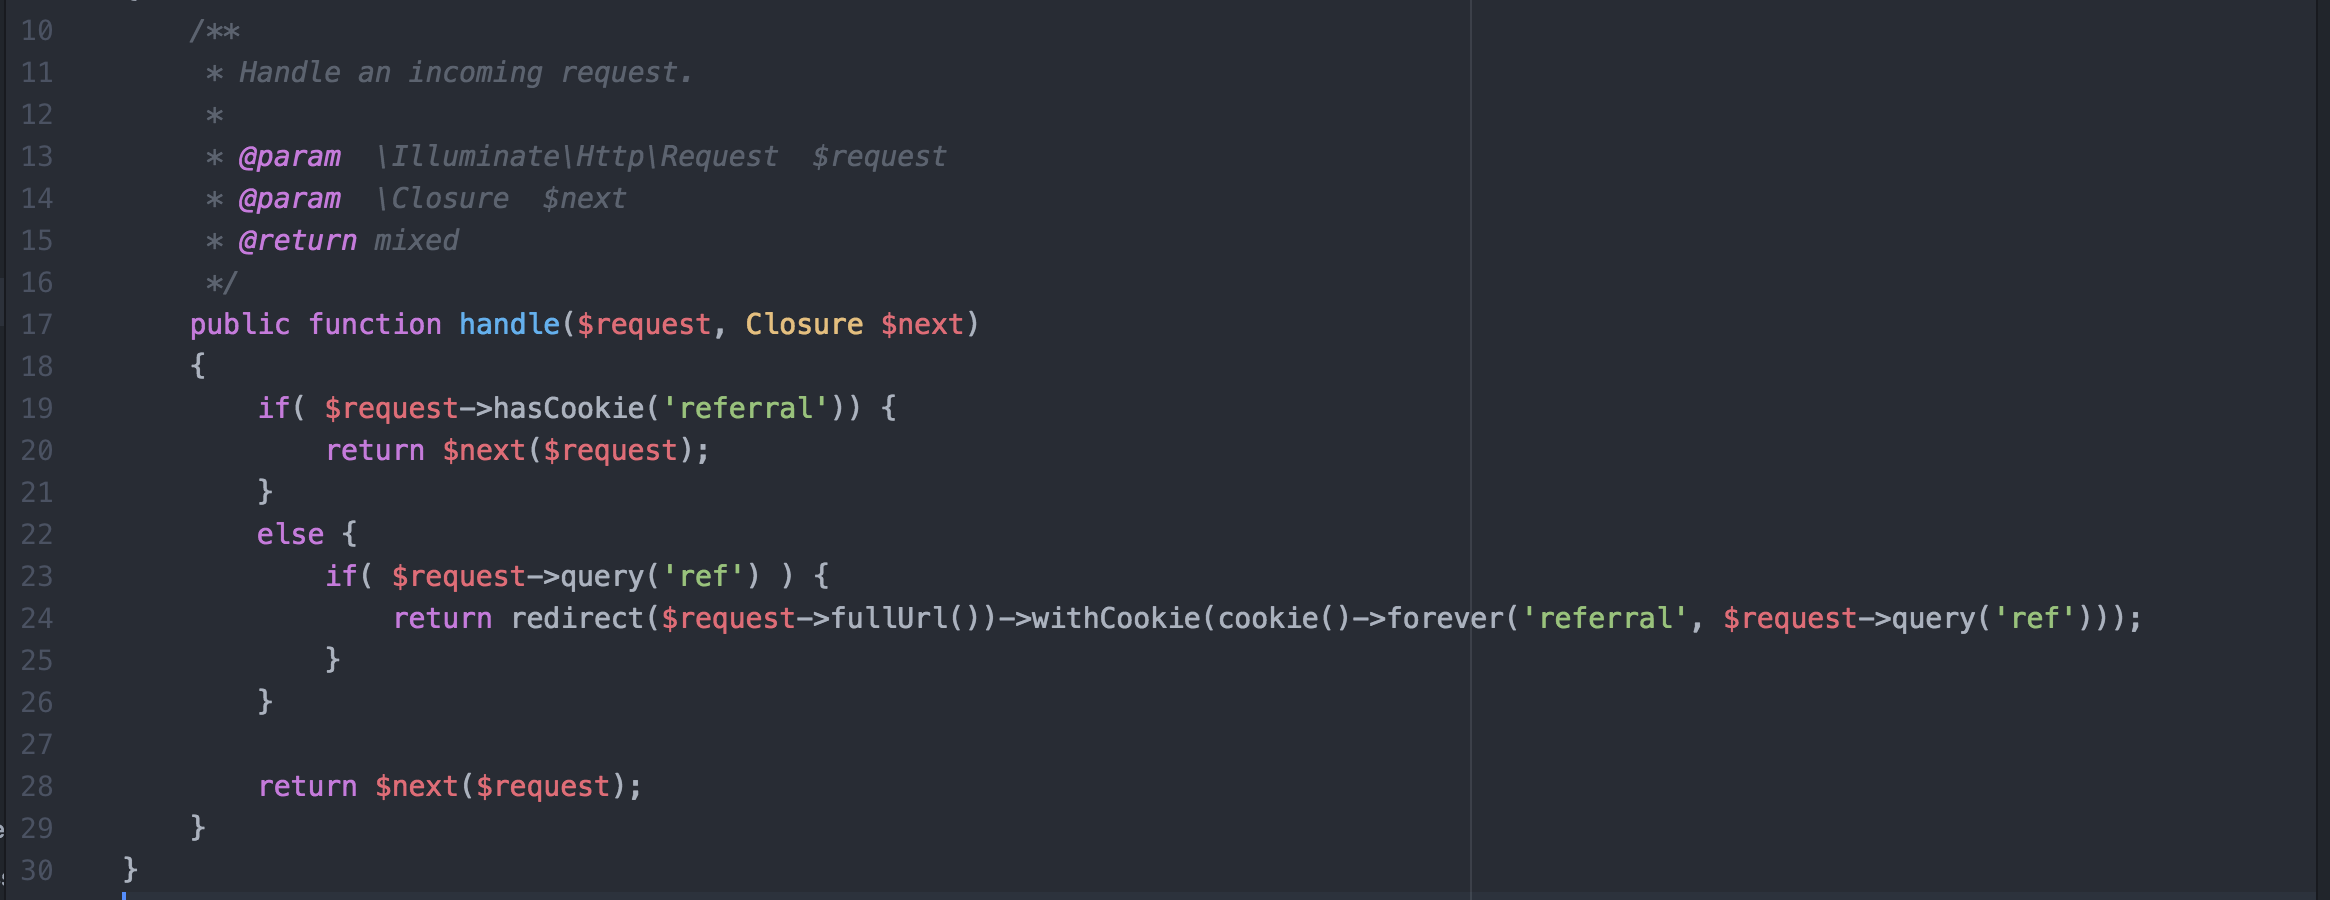 10 /**
11 * Handle an incoming request.
12 *
13 * @param  \Illuminate\Http\Request  $request
14 * @param  \Closure  $next
15 * @return mixed
16 */
17 public function handle($request, Closure $next)
18 {
19 if( $request->hasCookie('referral')) {
20 return $next($request);
21 }
22 else {
23 if( $request->query('ref') ) {
24 return redirect($request->fullUrl())->withCookie(cookie()->forever('referral', $request->query('ref')));
25 }
26 }
27
28 return $next($request);
29 }
30 }